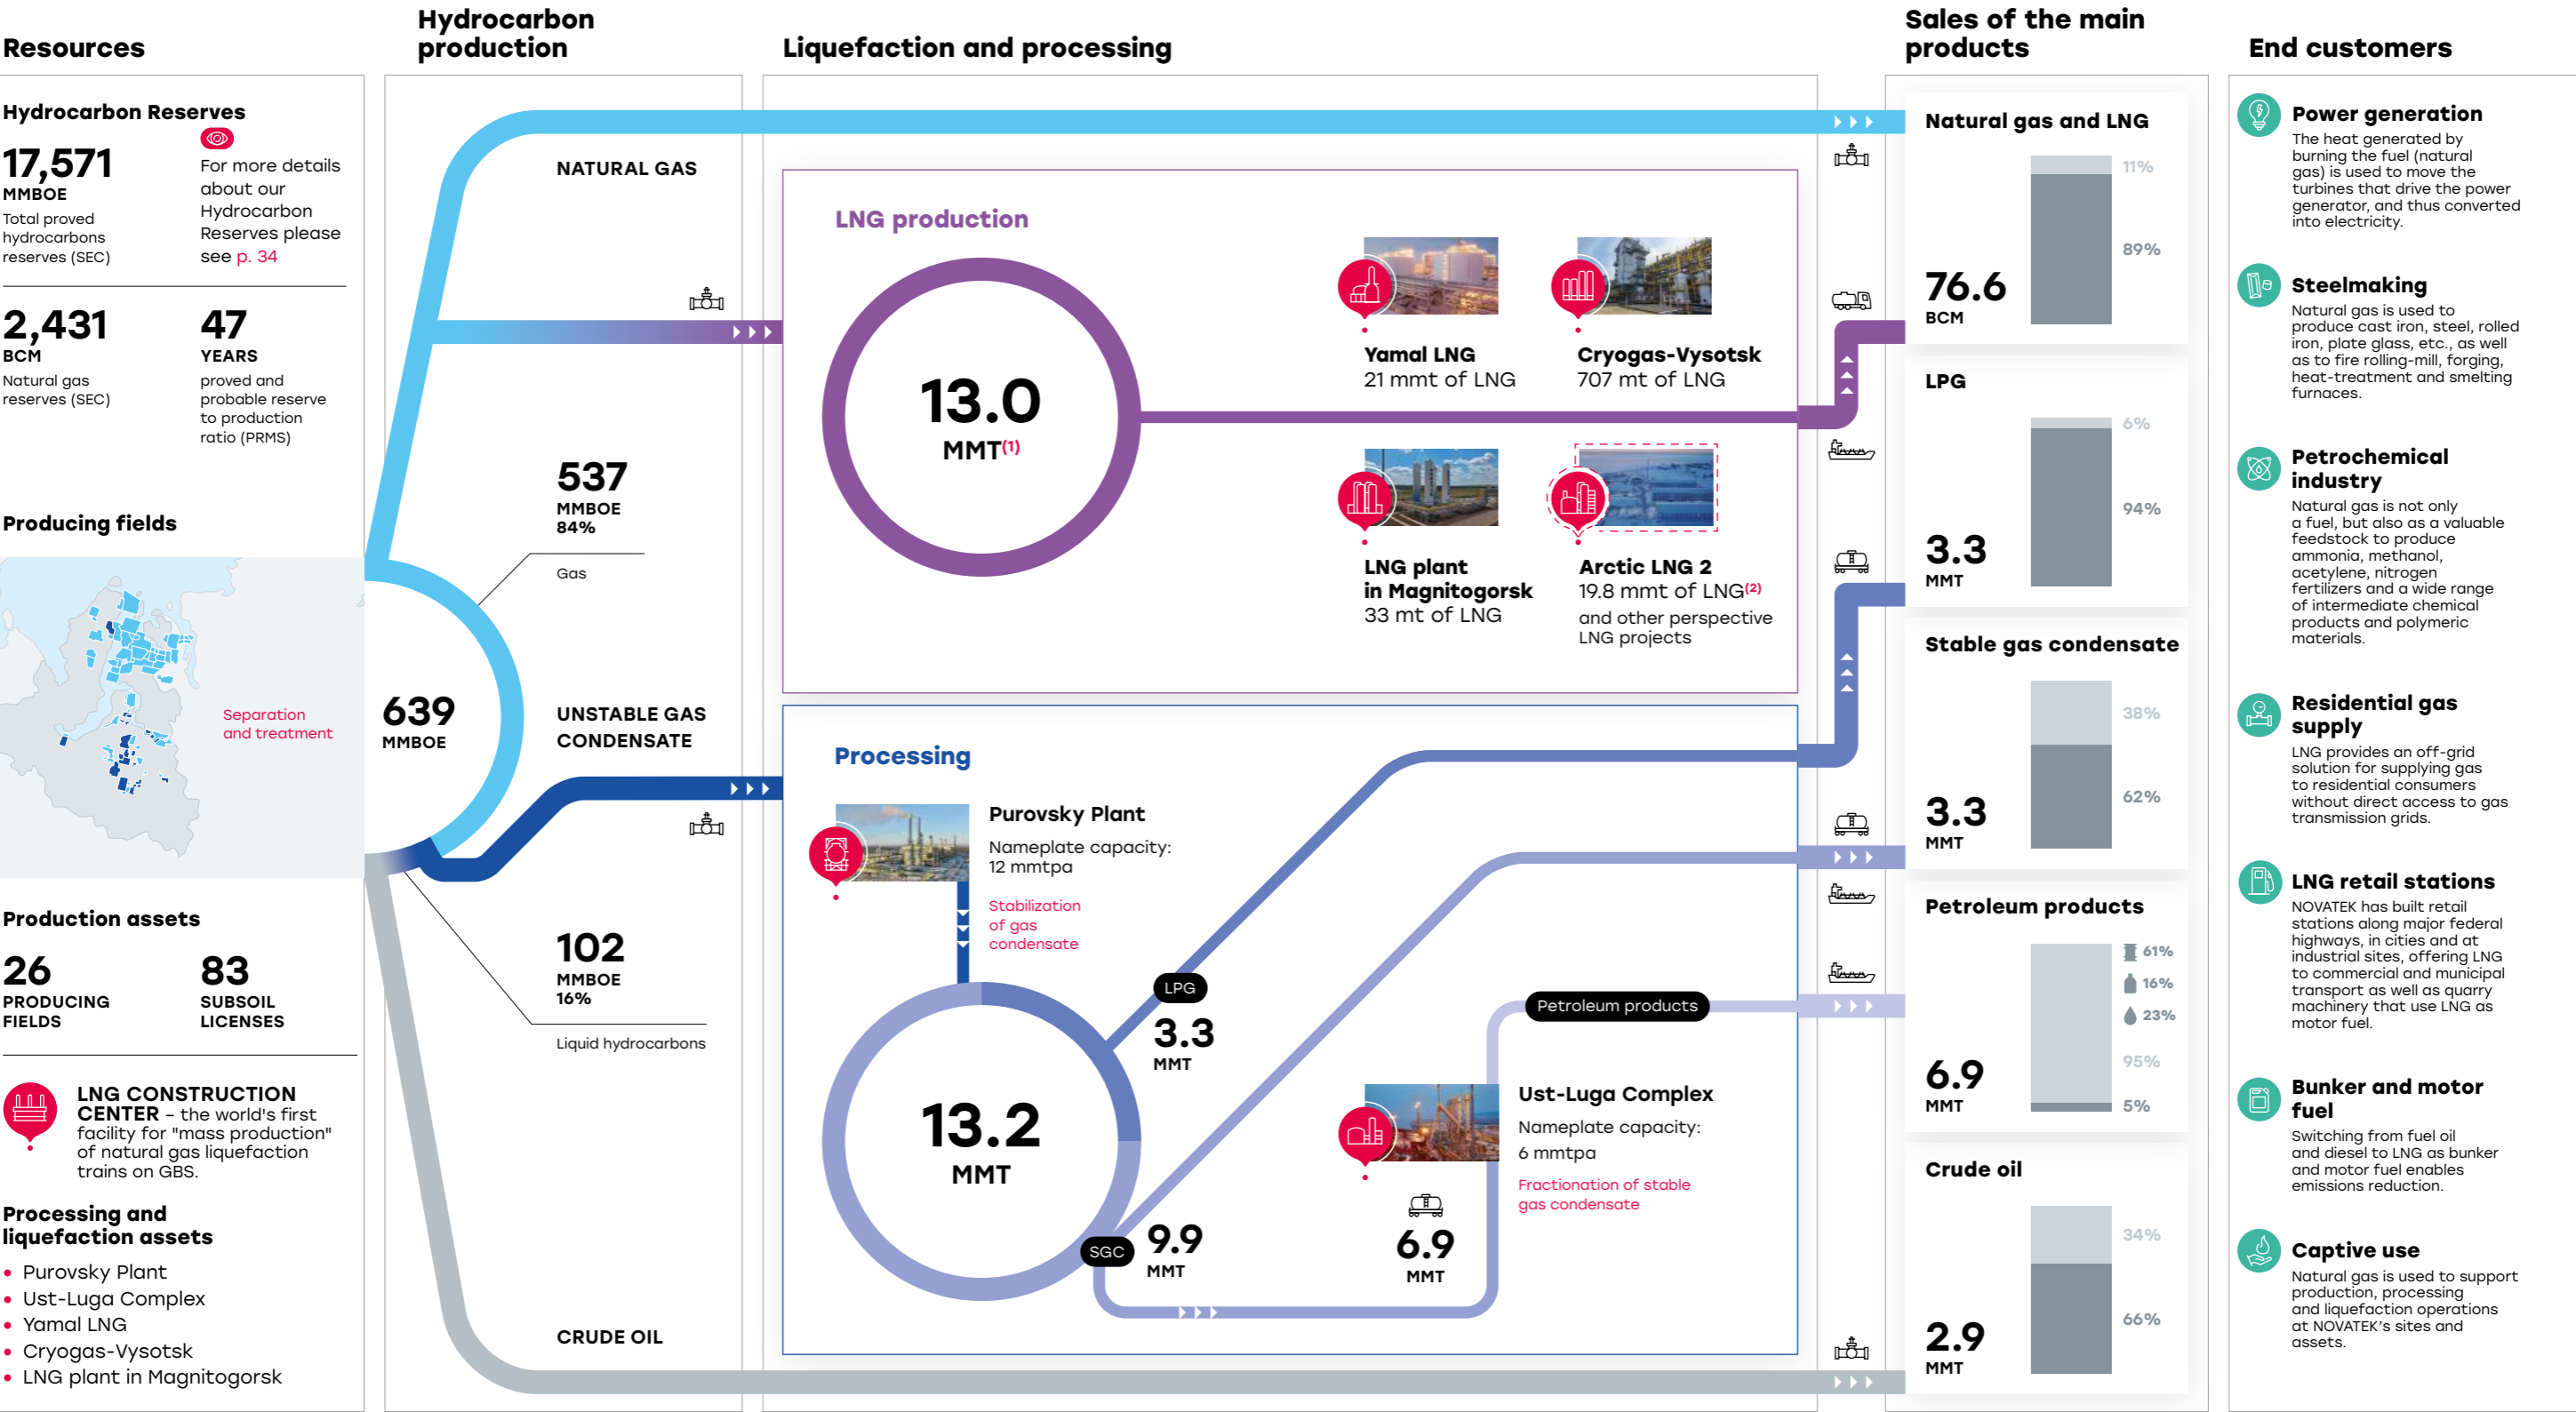 Resources
Hydrocarbon Reserves
17,571
MMBOE
Total proved
hydrocarbons
reserves (SEC)
For more details
about our
Hydrocarbon
Reserves please
see p. 34
2,431
BCM
Natural gas
reserves (SEC)
47
YEARS
proved and
probable reserve
to production
ratio (PRMS)
Producing fields
Separation
and treatment
Production assets
26
PRODUCING
FIELDS
83
SUBSOIL
LICENSES
LNG CONSTRUCTION
CENTER – the world's first
facility for "mass production"
of natural gas liquefaction
trains on GBS.
Processing and
liquefaction assets
• Purovsky Plant
• Ust-Luga Complex
• Yamal LNG
• Cryogas-Vysotsk
• LNG plant in Magnitogorsk
Hydrocarbon
production
NATURAL GAS
537
MMBOE
84%
Gas
639
MMBOE
UNSTABLE GAS
CONDENSATE
102
MMBOE
16%
Liquid hydrocarbons
CRUDE OIL
Liquefaction and processing
LNG production
13.0
MMT(1)
Yamal LNG
21 mmt of LNG
Cryogas-Vysotsk
707 mt of LNG
LNG plant
in Magnitogorsk
33 mt of LNG
Arctic LNG 2
19.8 mmt of LNG(2)
and other perspective
LNG projects
Processing
Purovsky Plant
Nameplate capacity:
12 mmtpa
Stabilization
of gas
condensate
13.2
MMT
LPG
3.3
MMT
SGC
9.9
MMT
6.9
MMT
Petroleum products
Ust-Luga Complex
Nameplate capacity:
6 mmtpa
Fractionation of stable
gas condensate
Sales of the main
products
Natural gas and LNG
11%
89%
76.6
BCM
LPG
6%
94%
3.3
MMT
Stable gas condensate
38%
62%
3.3
MMT
Petroleum products
61%
16%
23%
95%
5%
6.9
MMT
Crude oil
34%
66%
2.9
MMT
End customers
Power generation
The heat generated by
burning the fuel (natural
gas) is used to move the
turbines that drive the power
generator, and thus converted
into electricity.
Steelmaking
Natural gas is used to
produce cast iron, steel, rolled
iron, plate glass, etc., as well
as to fire rolling-mill, forging,
heat-treatment and smelting
furnaces.
Petrochemical
industry
Natural gas is not only
a fuel, but also as a valuable
feedstock to produce
ammonia, methanol,
acetylene, nitrogen
fertilizers and a wide range
of intermediate chemical
products and polymeric
materials.
Residential gas
supply
LNG provides an off-grid
solution for supplying gas
to residential consumers
without direct access to gas
transmission grids.
LNG retail stations
NOVATEK has built retail
stations along major federal
highways, in cities and at
industrial sites, offering LNG
to commercial and municipal
transport as well as quarry
machinery that use LNG as
motor fuel.
Bunker and motor
fuel
Switching from fuel oil
and diesel to LNG as bunker
and motor fuel enables
emissions reduction.
Captive use
Natural gas is used to support
production, processing
and liquefaction operations
at NOVATEK's sites and
assets.